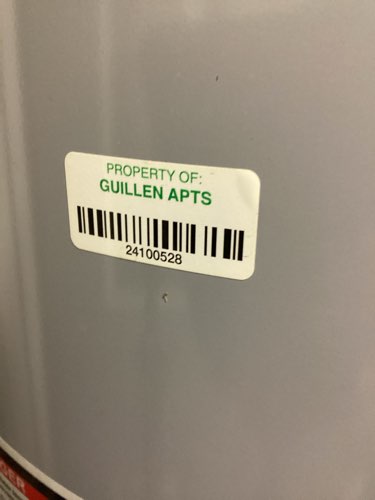 PROPERTY OF:
GUILLEN APTS
24100528